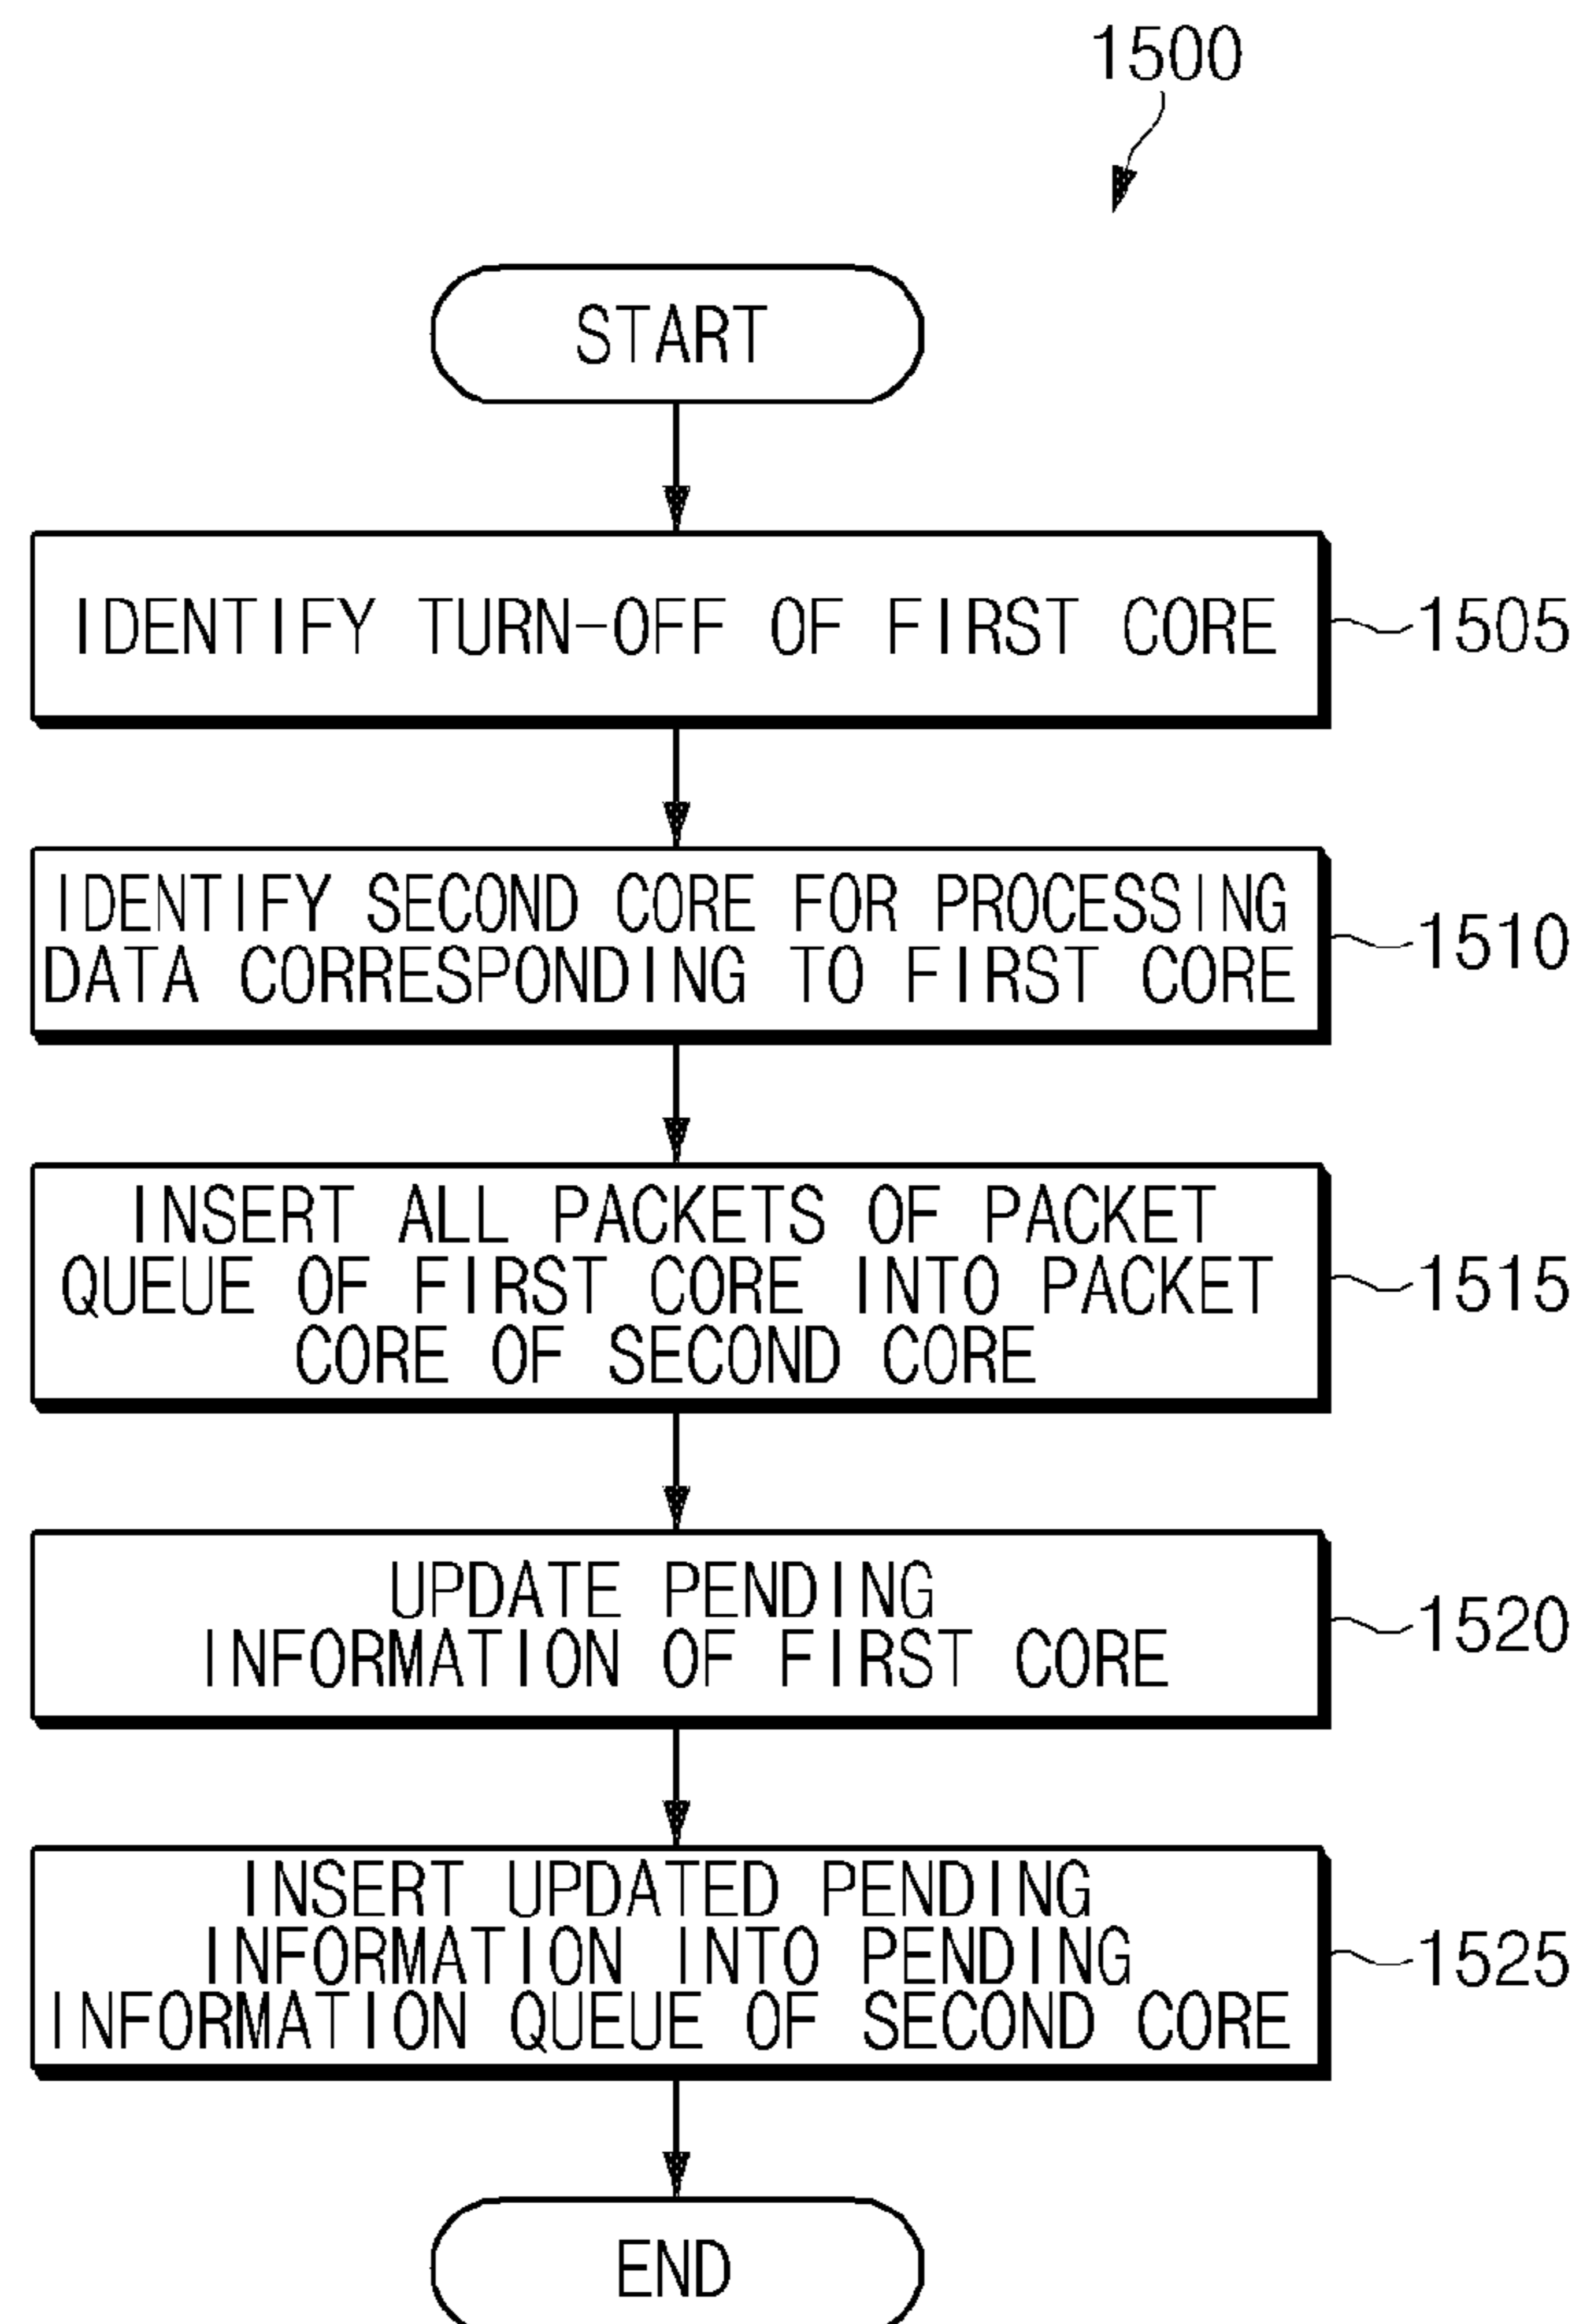 1500
START
IDENTIFY TURN-OFF OF FIRST CORE
1505
IDENTIFY SECOND CORE FOR PROCESSING
DATA CORRESPONDING TO FIRST CORE
1510
INSERT ALL PACKETS OF PACKET
QUEUE OF FIRST CORE INTO PACKET
CORE OF SECOND CORE
1515
UPDATE PENDING
INFORMATION OF FIRST CORE
1520
INSERT UPDATED PENDING
INFORMATION INTO PENDING
INFORMATION QUEUE OF SECOND CORE
1525
END